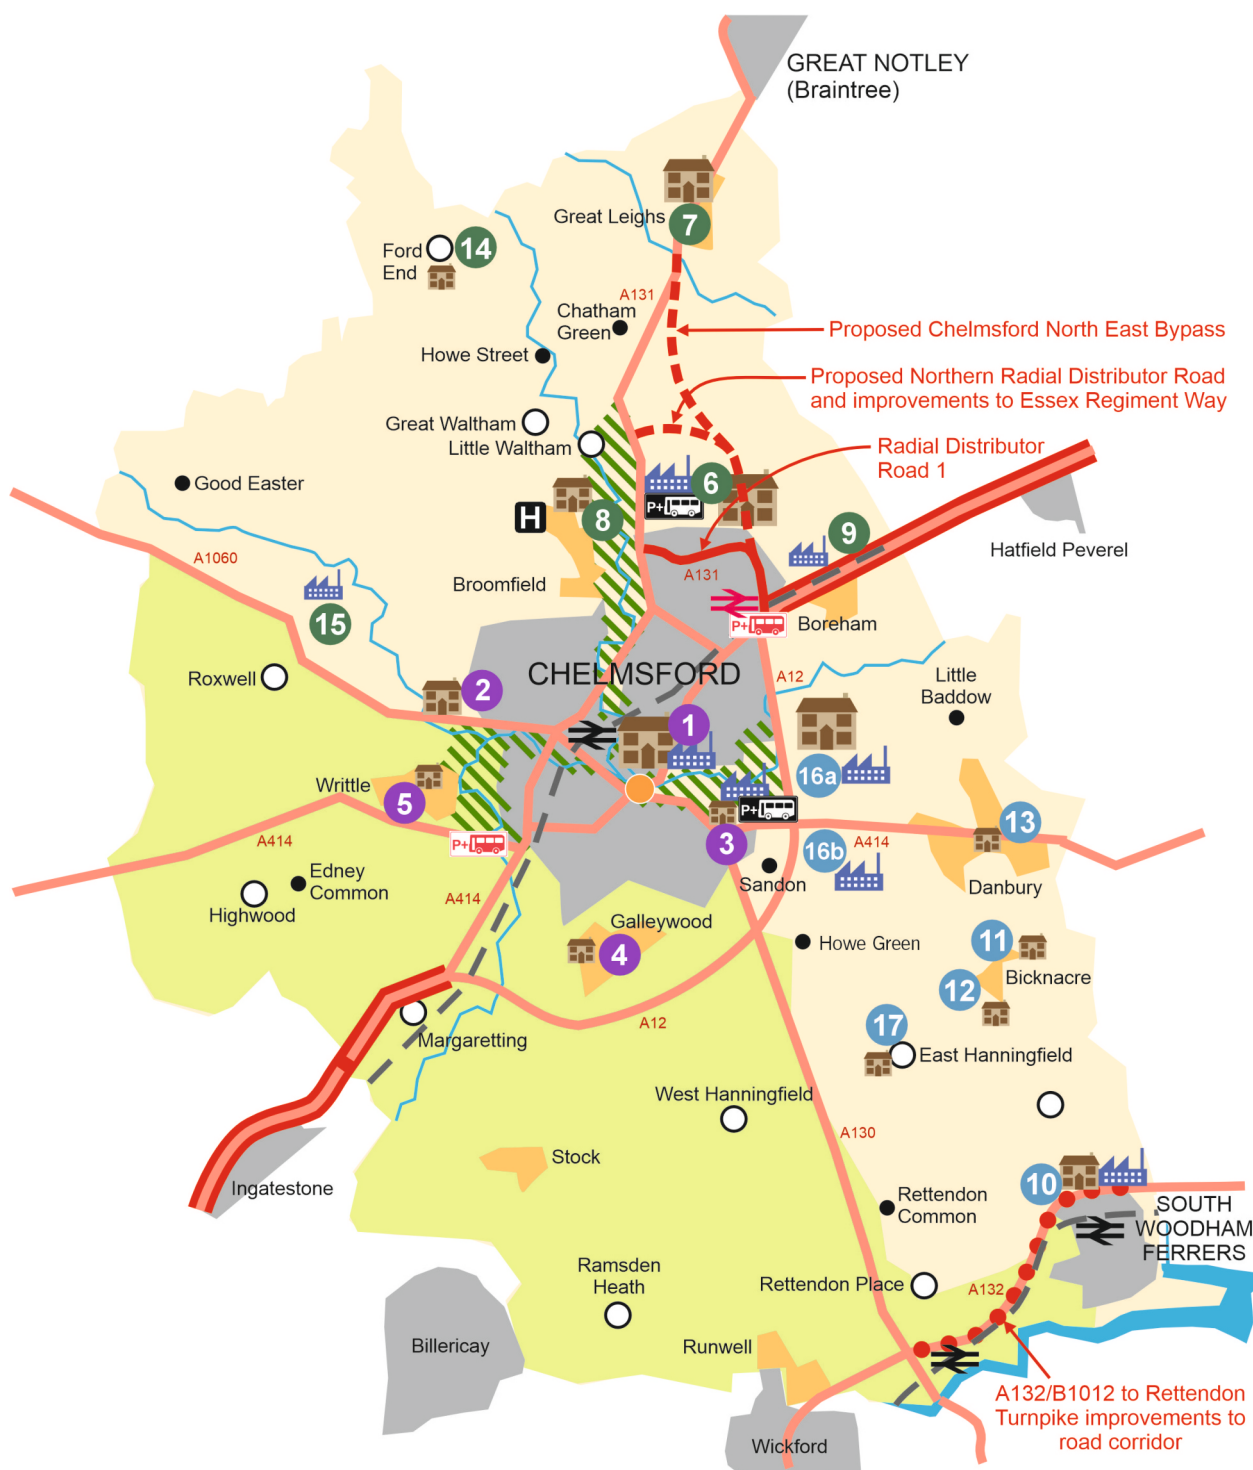 GREAT NOTLEY
(Braintree)
Great Leighs
7
Ford
End
14
A131
Chatham
Green
Howe Street
Proposed Chelmsford North East Bypass
Proposed Northern Radial Distributor Road
and improvements to Essex Regiment Way
Great Waltham
Little Waltham
Radial Distributor
Road 1
Good Easter
6
P+
H
8
9
Hatfield Peverel
A1060
A131
Broomfield
15
P+
Boreham
Roxwell
CHELMSFORD
A12
Little
Baddow
2
1
16a
Writtle
5
P+
13
3
16b
A414
A414
P+
Sandon
Danbury
Edney
Common
Highwood
A414
Galleywood
4
Howe Green
11
Bicknacre
12
A12
Margaretting
17
East Hanningfield
West Hanningfield
A130
Stock
Ingatestone
10
Rettendon
Common
SOUTH
WOODHAM
FERRERS
Ramsden
Heath
Rettendon Place
A132
Billericay
Runwell
A132/B1012 to Rettendon
Turnpike improvements to
road corridor
Wickford